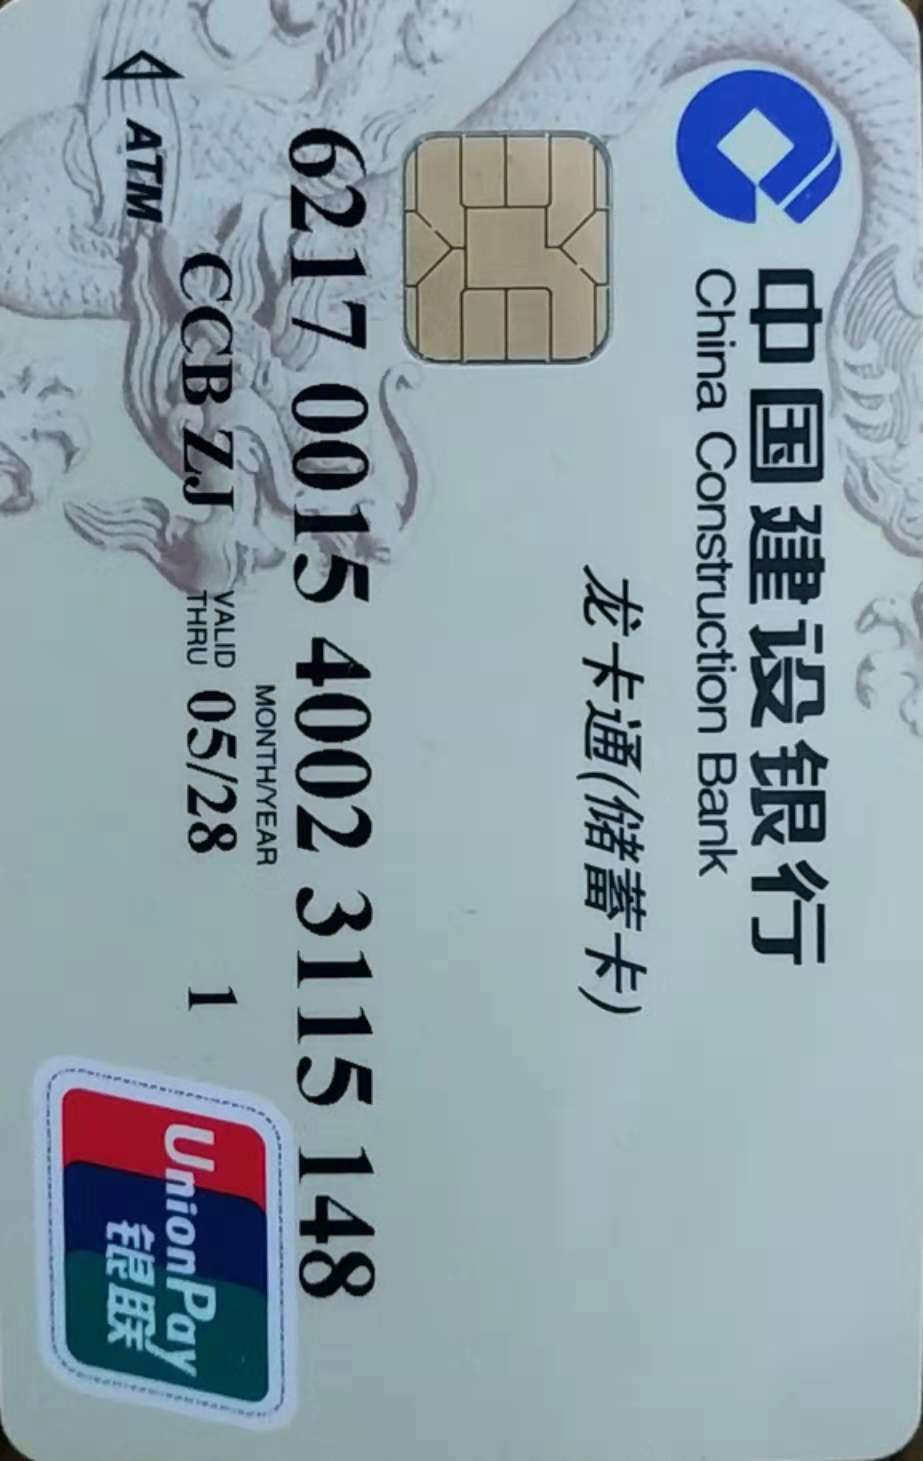 中国建设银行
China Construction Bank
龙卡通(储蓄卡)
6217 0015 4002 3115 148
MONTH/YEAR
CCB ZJ VALID THRU 05/28 1
ATM
UnionPay
银联